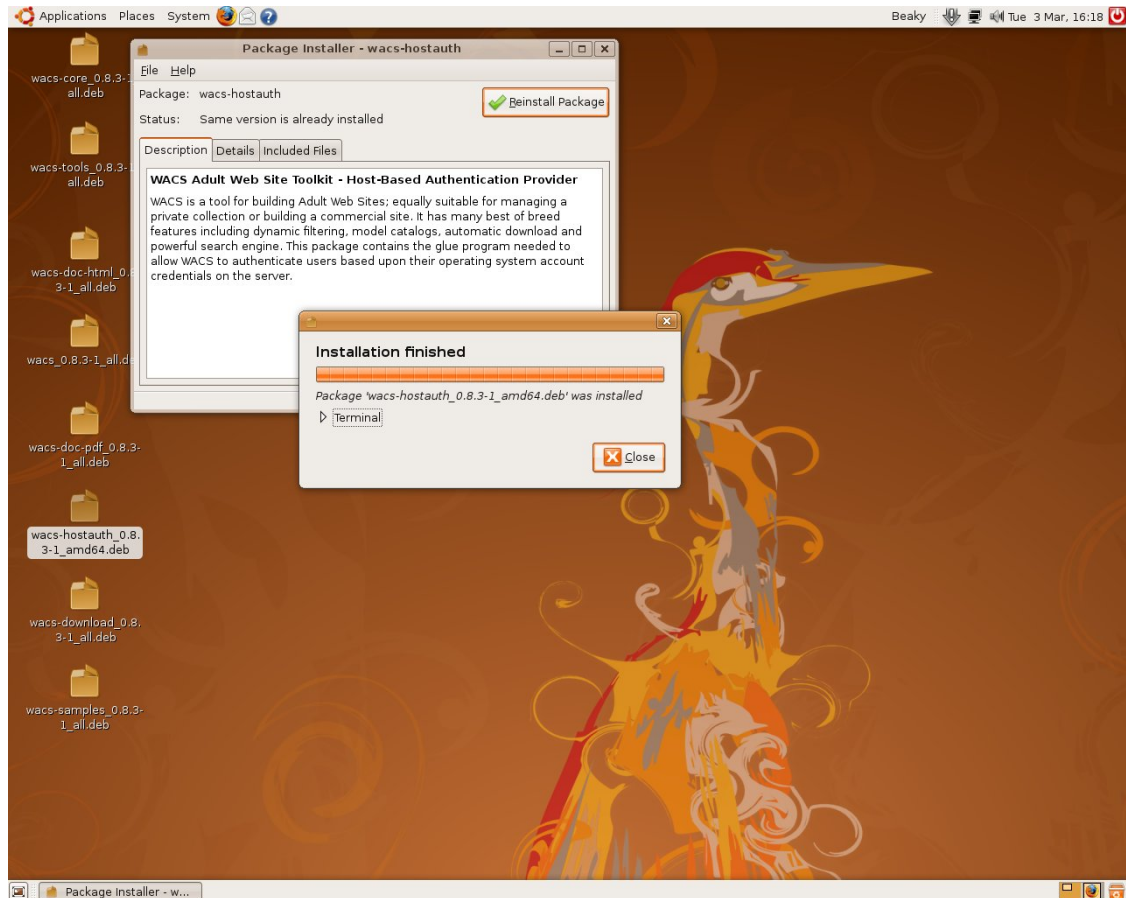 Applications Places System
Beaky
Tue 3 Mar, 16:18
wacs-core_0.8.3-1
all.deb
wacs-tools_0.8.3-1
all.deb
wacs-doc-html_0.8.
3-1_all.deb
wacs_0.8.3-1_all.de
wacs-doc-pdf_0.8.3-
1_all.deb
wacs-hostauth_0.8.
3-1_amd64.deb
wacs-download_0.8.
3-1_all.deb
wacs-samples_0.8.3-
1_all.deb
Package Installer - wacs-hostauth
File Help
Package: wacs-hostauth
Reinstall Package
Status: Same version is already installed
Description Details Included Files
WACS Adult Web Site Toolkit - Host-Based Authentication Provider
WACS is a tool for building Adult Web Sites; equally suitable for managing a
private collection or building a commercial site. It has many best of breed
features including dynamic filtering, model catalogs, automatic download and
powerful search engine. This package contains the glue program needed to
allow WACS to authenticate users based upon their operating system account
credentials on the server.
Installation finished
Package 'wacs-hostauth_0.8.3-1_amd64.deb' was installed
Terminal
Close
Package Installer - w...